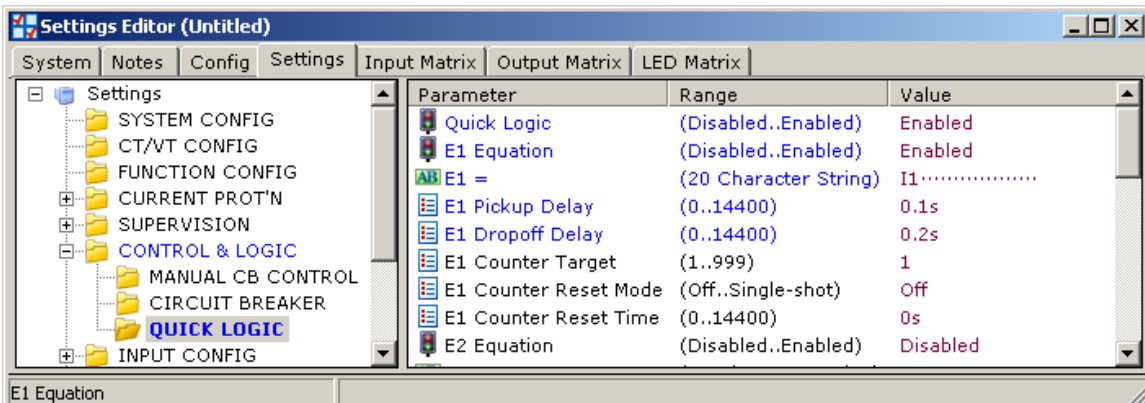 Settings Editor (Untitled)
System Notes Config Settings Input Matrix Output Matrix LED Matrix
Settings
SYSTEM CONFIG
CT/VT CONFIG
FUNCTION CONFIG
CURRENT PROT'N
SUPERVISION
CONTROL & LOGIC
MANUAL CB CONTROL
CIRCUIT BREAKER
QUICK LOGIC
INPUT CONFIG
Parameter Range Value
Quick Logic (Disabled..Enabled) Enabled
E1 Equation (Disabled..Enabled) Enabled
AB E1 = (20 Character String) I1·················
E1 Pickup Delay (0..14400) 0.1s
E1 Dropoff Delay (0..14400) 0.2s
E1 Counter Target (1..999) 1
E1 Counter Reset Mode (Off..Single-shot) Off
E1 Counter Reset Time (0..14400) 0s
E2 Equation (Disabled..Enabled) Disabled
E1 Equation